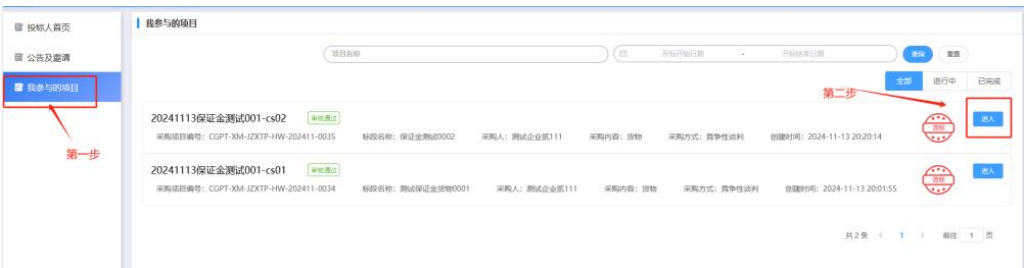 投标人首页
公告及邀请
我参与的项目
第一步
我参与的项目
项目名称 开标开始日期 - 开标结束日期 查询 重置
全部 进行中 已完成
第二步
20241113保证金测试001-cs02 审核通过
采购项目编号：CGPT-XM-JZXTP-HW-202411-0035 标段名称：保证金测试0002 采购人：测试企业贰111 采购内容：货物 采购方式：竞争性谈判 创建时间：2024-11-13 20:20:14
流标 进入
20241113保证金测试001-cs01 审核通过
采购项目编号：CGPT-XM-JZXTP-HW-202411-0034 标段名称：测试保证金货物0001 采购人：测试企业贰111 采购内容：货物 采购方式：竞争性谈判 创建时间：2024-11-13 20:01:55
流标 进入
共 2 条 < 1 > 前往 1 页